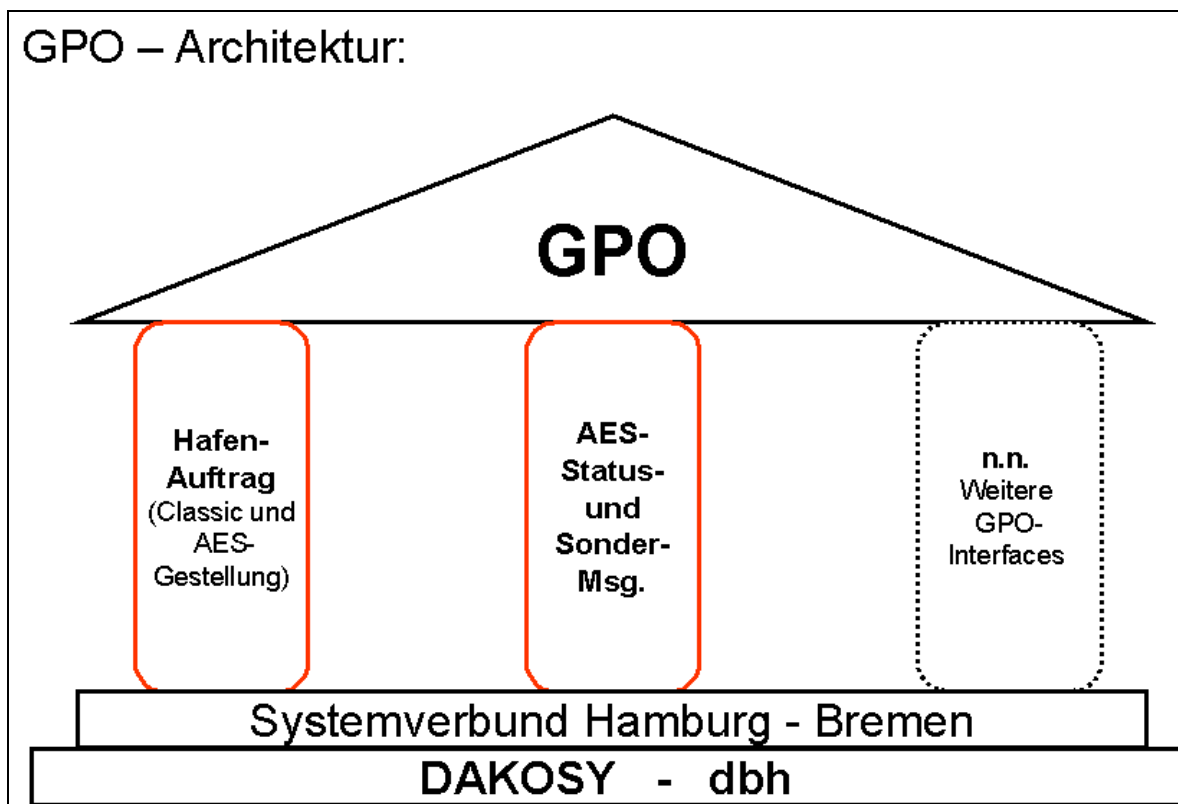 GPO – Architektur:
GPO
Hafen-
Auftrag
(Classic und
AES-
Gestellung)
AES-
Status-
und
Sonder-
Msg.
n.n.
Weitere
GPO-
Interfaces
Systemverbund Hamburg - Bremen
DAKOSY - dbh